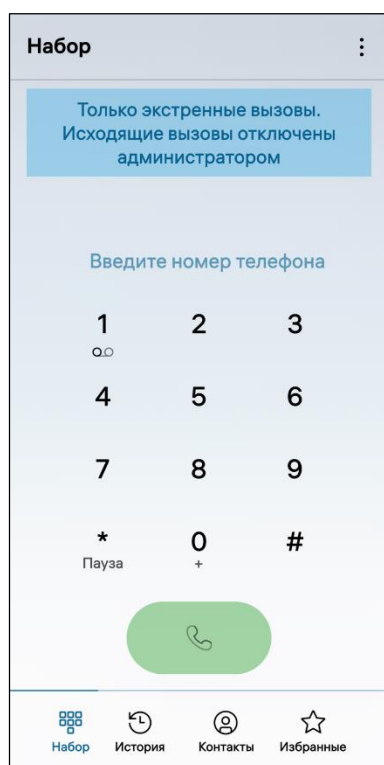 Набор
Только экстренные вызовы.
Исходящие вызовы отключены
администратором
Введите номер телефона
1 2 3
4 5 6
7 8 9
* 0 #
Пауза +
Набор История Контакты Избранные